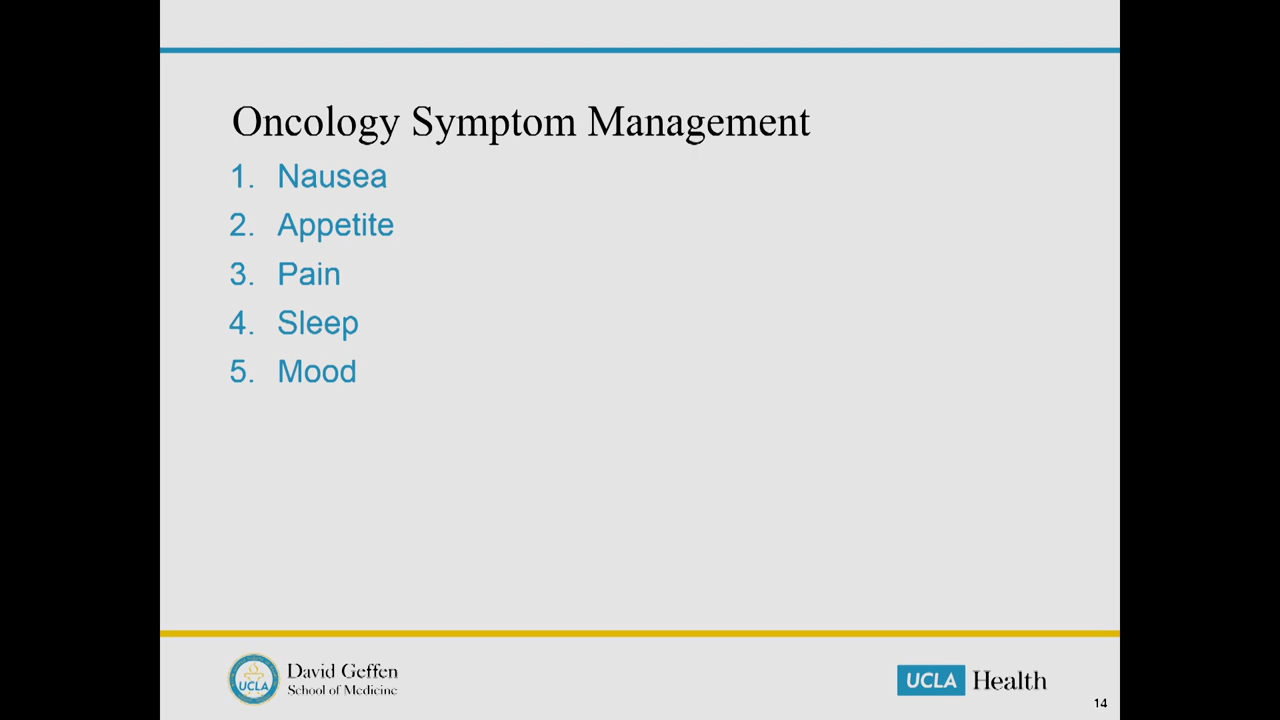 Oncology Symptom Management
1. Nausea
2. Appetite
3. Pain
4. Sleep
5. Mood
UCLA
David Geffen
School of Medicine
UCLA Health
14